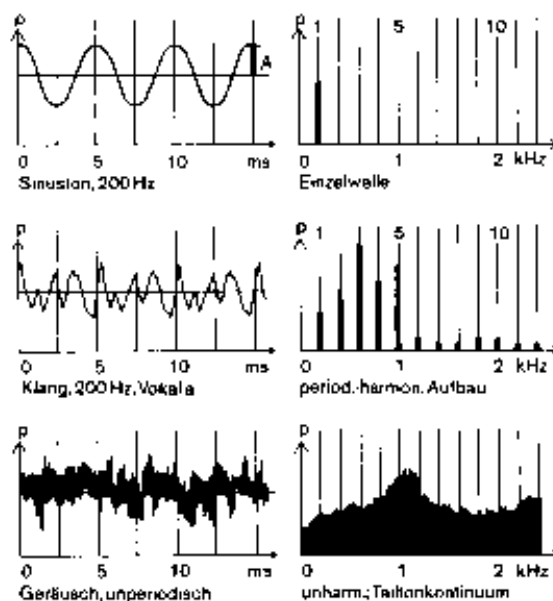 p A
0 5 10 ms
Sinuston, 200 Hz
p 1 5 10
0 1 2 kHz
Einzelwelle
p
0 5 10 ms
Klang, 200 Hz, Vokal a
p 1 5 10
0 1 2 kHz
period.-harmon. Aufbau
p
0 5 10 ms
Geräusch, unperiodisch
p
0 1 2 kHz
unharm.; Teiltonkontinuum